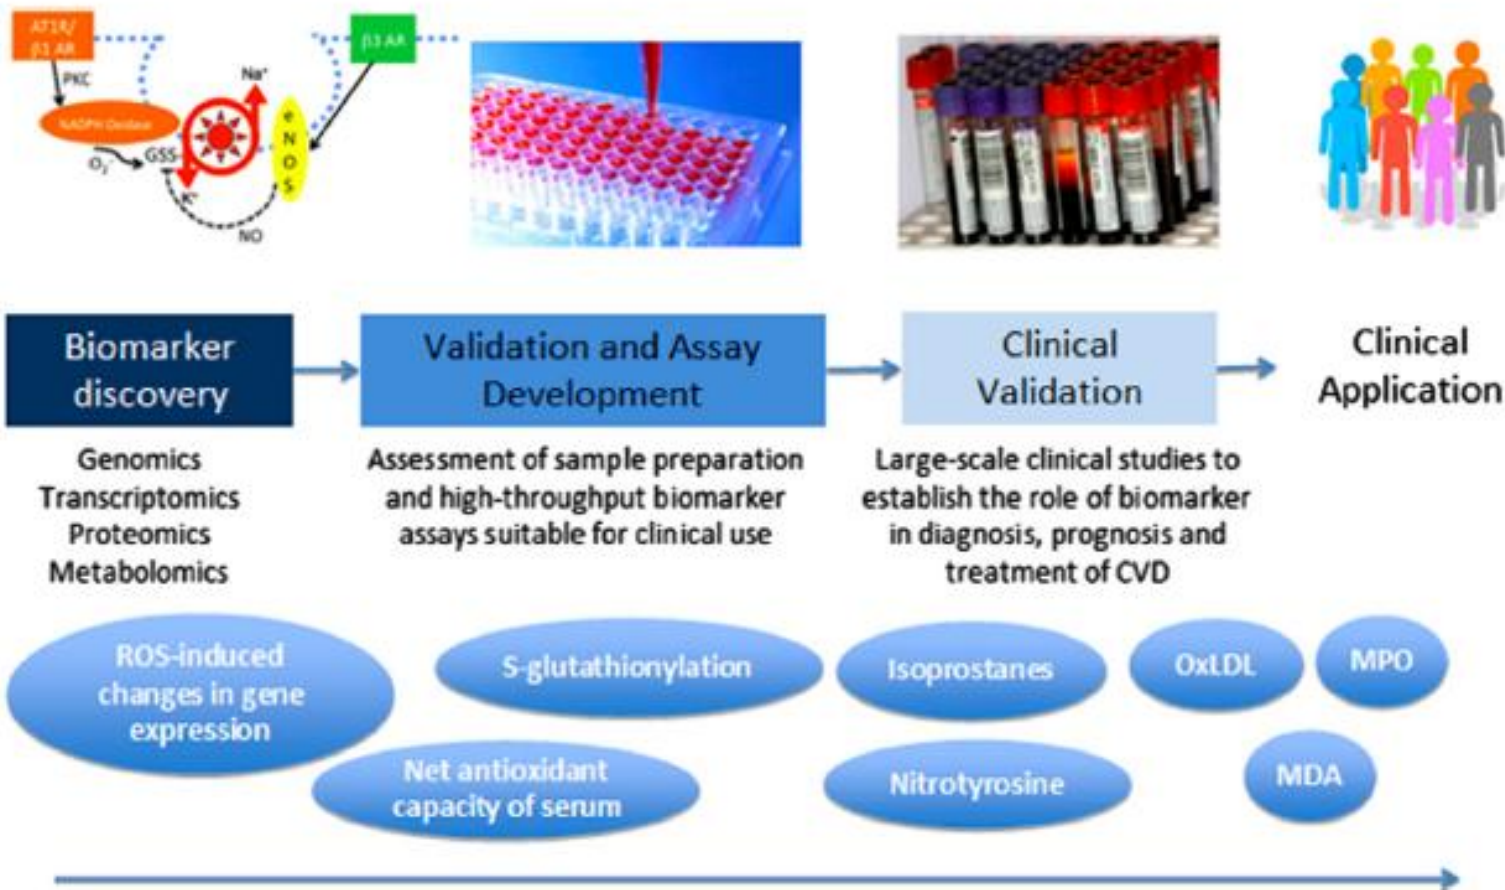 AT1R/
β1 AR
β3 AR
PKC
Na⁺
NADPH Oxidase
eNOS
O₂⁻
GSS
K⁺
NO
Biomarker
discovery
Validation and Assay
Development
Clinical
Validation
Clinical
Application
Genomics
Transcriptomics
Proteomics
Metabolomics
Assessment of sample preparation
and high-throughput biomarker
assays suitable for clinical use
Large-scale clinical studies to
establish the role of biomarker
in diagnosis, prognosis and
treatment of CVD
ROS-induced
changes in gene
expression
S-glutathionylation
Isoprostanes
OxLDL
MPO
Net antioxidant
capacity of serum
Nitrotyrosine
MDA